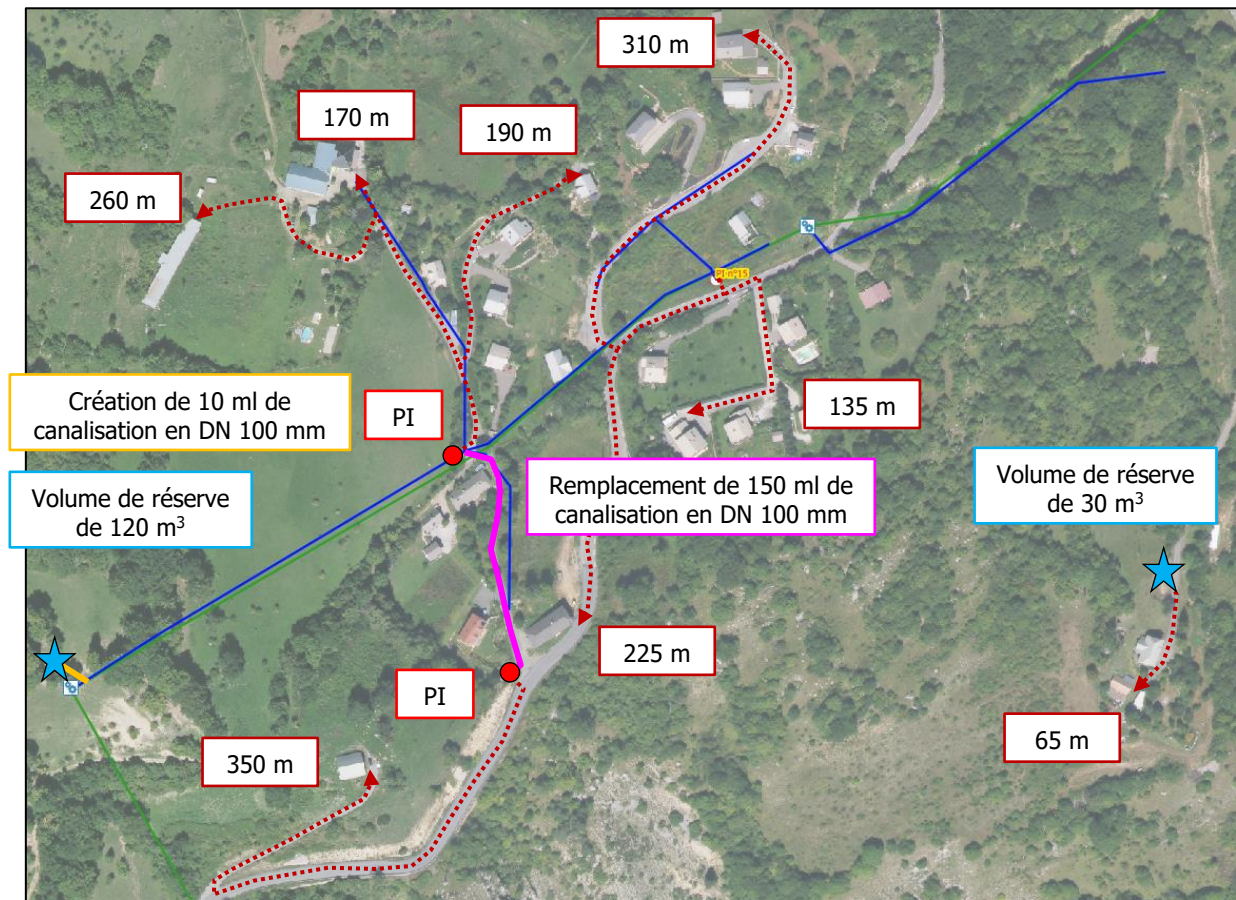 310 m
170 m
190 m
260 m
PI n°15
Création de 10 ml de
canalisation en DN 100 mm
PI
135 m
Volume de réserve
de 120 m³
Remplacement de 150 ml de
canalisation en DN 100 mm
Volume de réserve
de 30 m³
225 m
PI
350 m
65 m